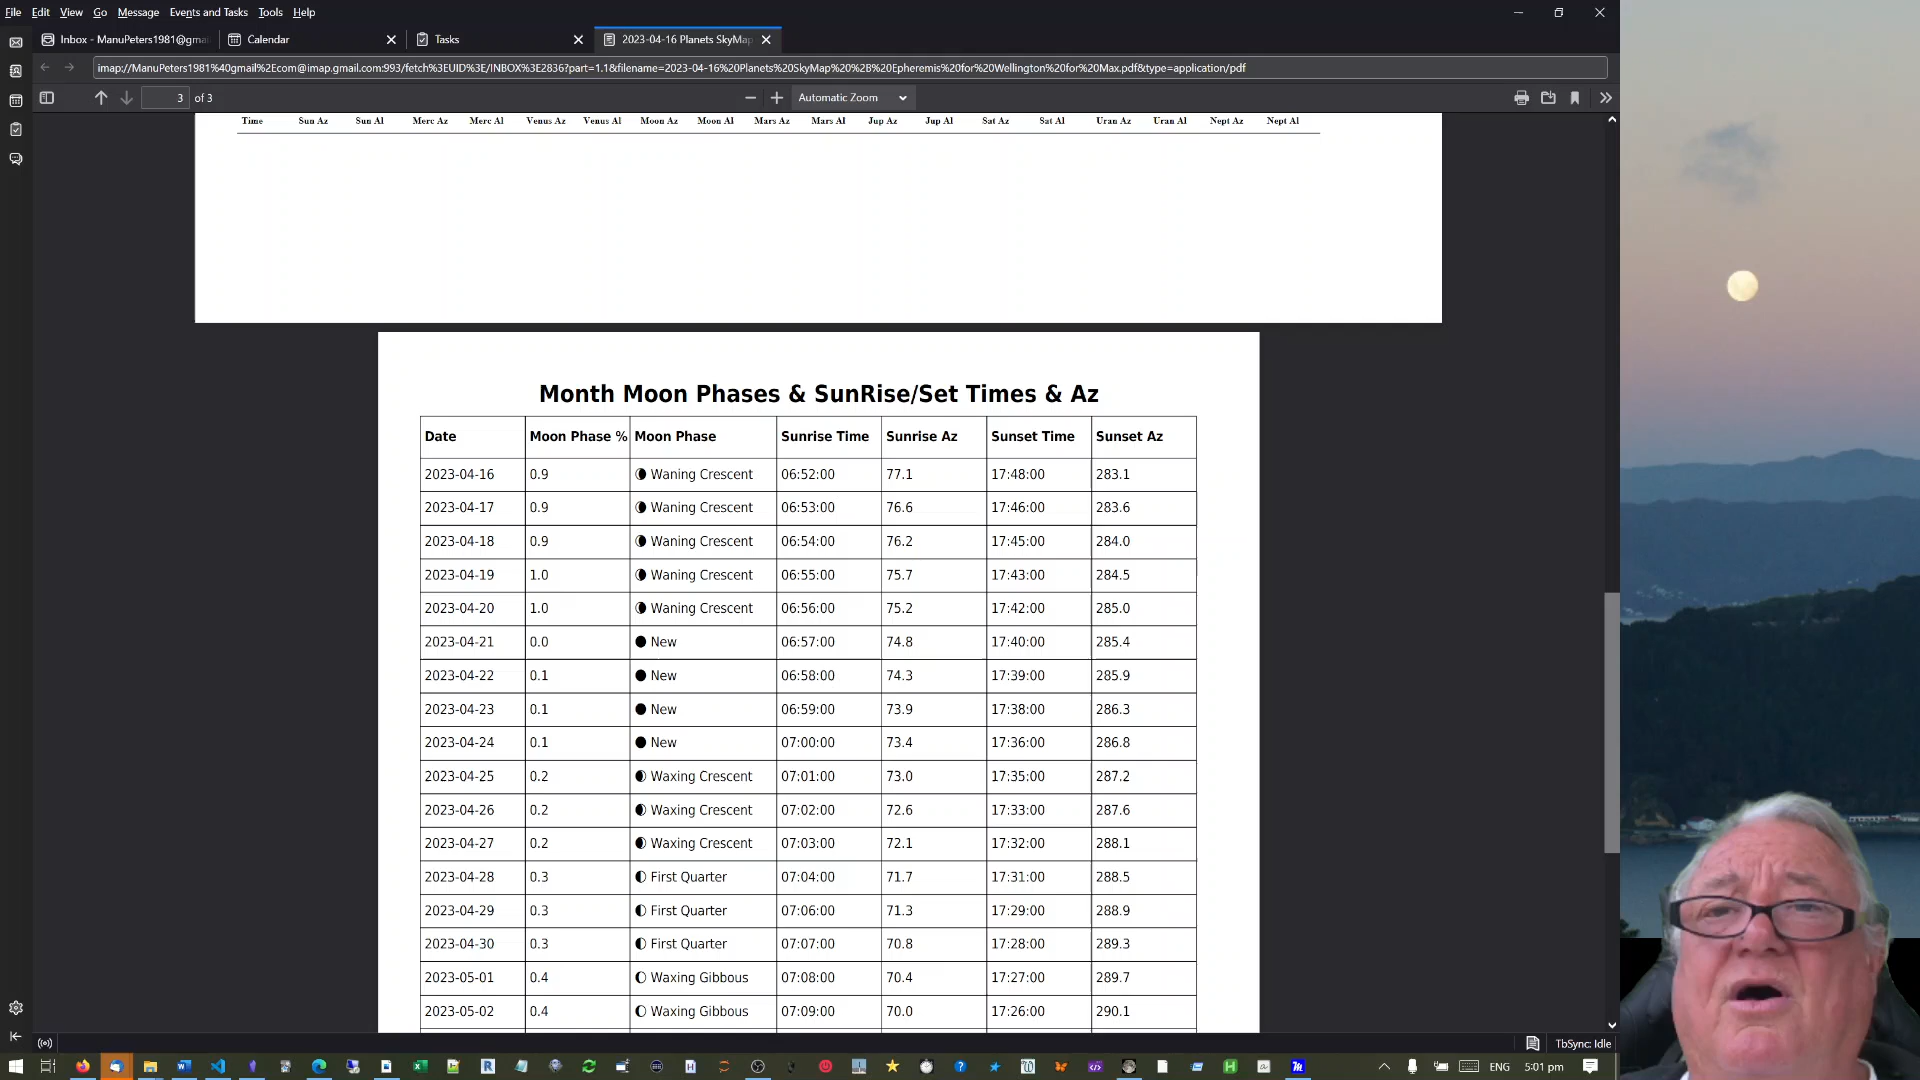 File Edit View Go Message Events and Tasks Tools Help
Inbox - ManuPeters1981@gma Calendar Tasks 2023-04-16 Planets SkyMap
imap://ManuPeters1981%40gmail%2Ecom@imap.gmail.com:993/fetch%3EUID%3E/INBOX%3E2836?part=1.1&filename=2023-04-16%20Planets%20SkyMap%20%2B%20Epheremis%20for%20Wellington%20for%20Max.pdf&type=application/pdf
3 of 3 Automatic Zoom
Time Sun Az Sun Al Merc Az Merc Al Venus Az Venus Al Moon Az Moon Al Mars Az Mars Al Jup Az Jup Al Sat Az Sat Al Uran Az Uran Al Nept Az Nept Al
Month Moon Phases & SunRise/Set Times & Az
Date Moon Phase % Moon Phase Sunrise Time Sunrise Az Sunset Time Sunset Az
2023-04-16 0.9 Waning Crescent 06:52:00 77.1 17:48:00 283.1
2023-04-17 0.9 Waning Crescent 06:53:00 76.6 17:46:00 283.6
2023-04-18 0.9 Waning Crescent 06:54:00 76.2 17:45:00 284.0
2023-04-19 1.0 Waning Crescent 06:55:00 75.7 17:43:00 284.5
2023-04-20 1.0 Waning Crescent 06:56:00 75.2 17:42:00 285.0
2023-04-21 0.0 New 06:57:00 74.8 17:40:00 285.4
2023-04-22 0.1 New 06:58:00 74.3 17:39:00 285.9
2023-04-23 0.1 New 06:59:00 73.9 17:38:00 286.3
2023-04-24 0.1 New 07:00:00 73.4 17:36:00 286.8
2023-04-25 0.2 Waxing Crescent 07:01:00 73.0 17:35:00 287.2
2023-04-26 0.2 Waxing Crescent 07:02:00 72.6 17:33:00 287.6
2023-04-27 0.2 Waxing Crescent 07:03:00 72.1 17:32:00 288.1
2023-04-28 0.3 First Quarter 07:04:00 71.7 17:31:00 288.5
2023-04-29 0.3 First Quarter 07:06:00 71.3 17:29:00 288.9
2023-04-30 0.3 First Quarter 07:07:00 70.8 17:28:00 289.3
2023-05-01 0.4 Waxing Gibbous 07:08:00 70.4 17:27:00 289.7
2023-05-02 0.4 Waxing Gibbous 07:09:00 70.0 17:26:00 290.1
TbSync: Idle
ENG 5:01 pm